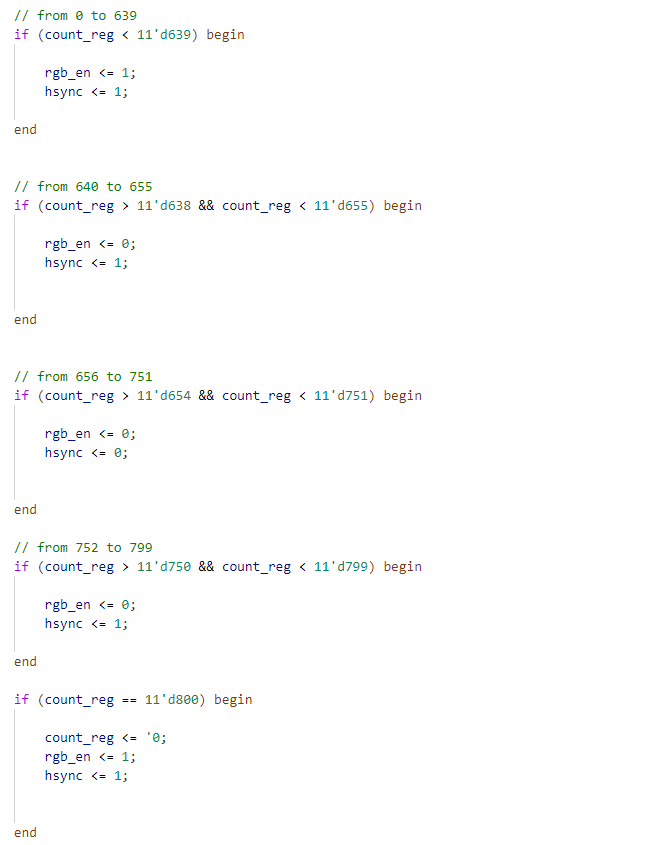 // from 0 to 639
if (count_reg < 11'd639) begin
rgb_en <= 1;
hsync <= 1;
end
// from 640 to 655
if (count_reg > 11'd638 && count_reg < 11'd655) begin
rgb_en <= 0;
hsync <= 1;
end
// from 656 to 751
if (count_reg > 11'd654 && count_reg < 11'd751) begin
rgb_en <= 0;
hsync <= 0;
end
// from 752 to 799
if (count_reg > 11'd750 && count_reg < 11'd799) begin
rgb_en <= 0;
hsync <= 1;
end
if (count_reg == 11'd800) begin
count_reg <= '0;
rgb_en <= 1;
hsync <= 1;
end